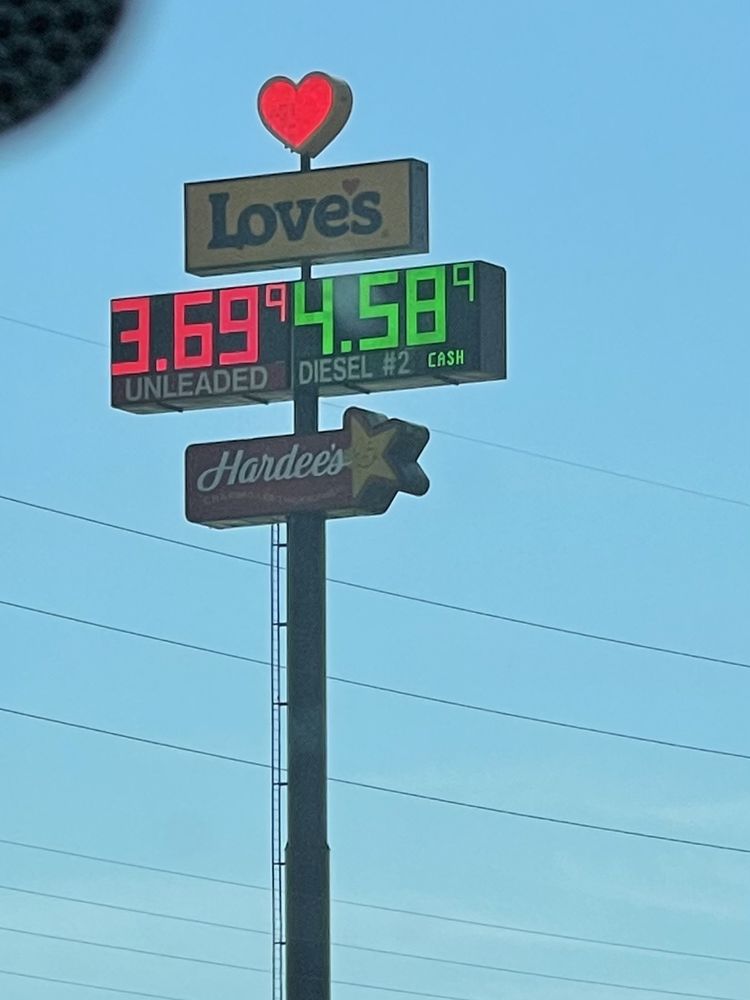 Love's
3.69⁹ 4.58⁹
UNLEADED DIESEL #2 CASH
Hardee's